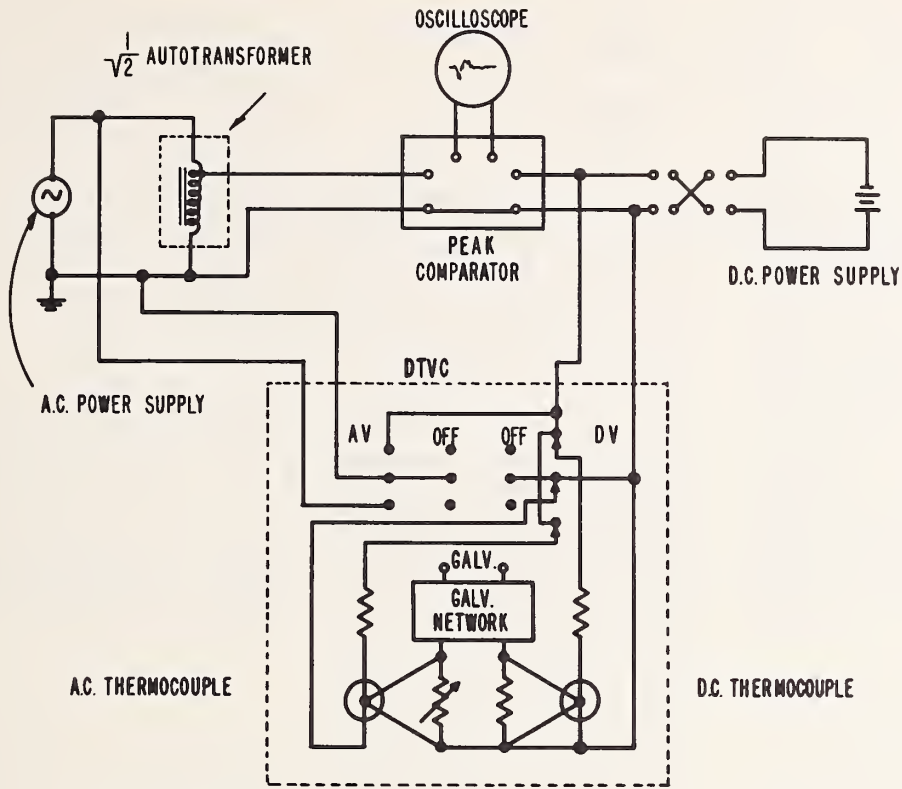 OSCILLOSCOPE
1/√2 AUTOTRANSFORMER
PEAK
COMPARATOR
D.C. POWER SUPPLY
A.C. POWER SUPPLY
DTVC
AV OFF OFF DV
GALV.
GALV.
NETWORK
A.C. THERMOCOUPLE
D.C. THERMOCOUPLE